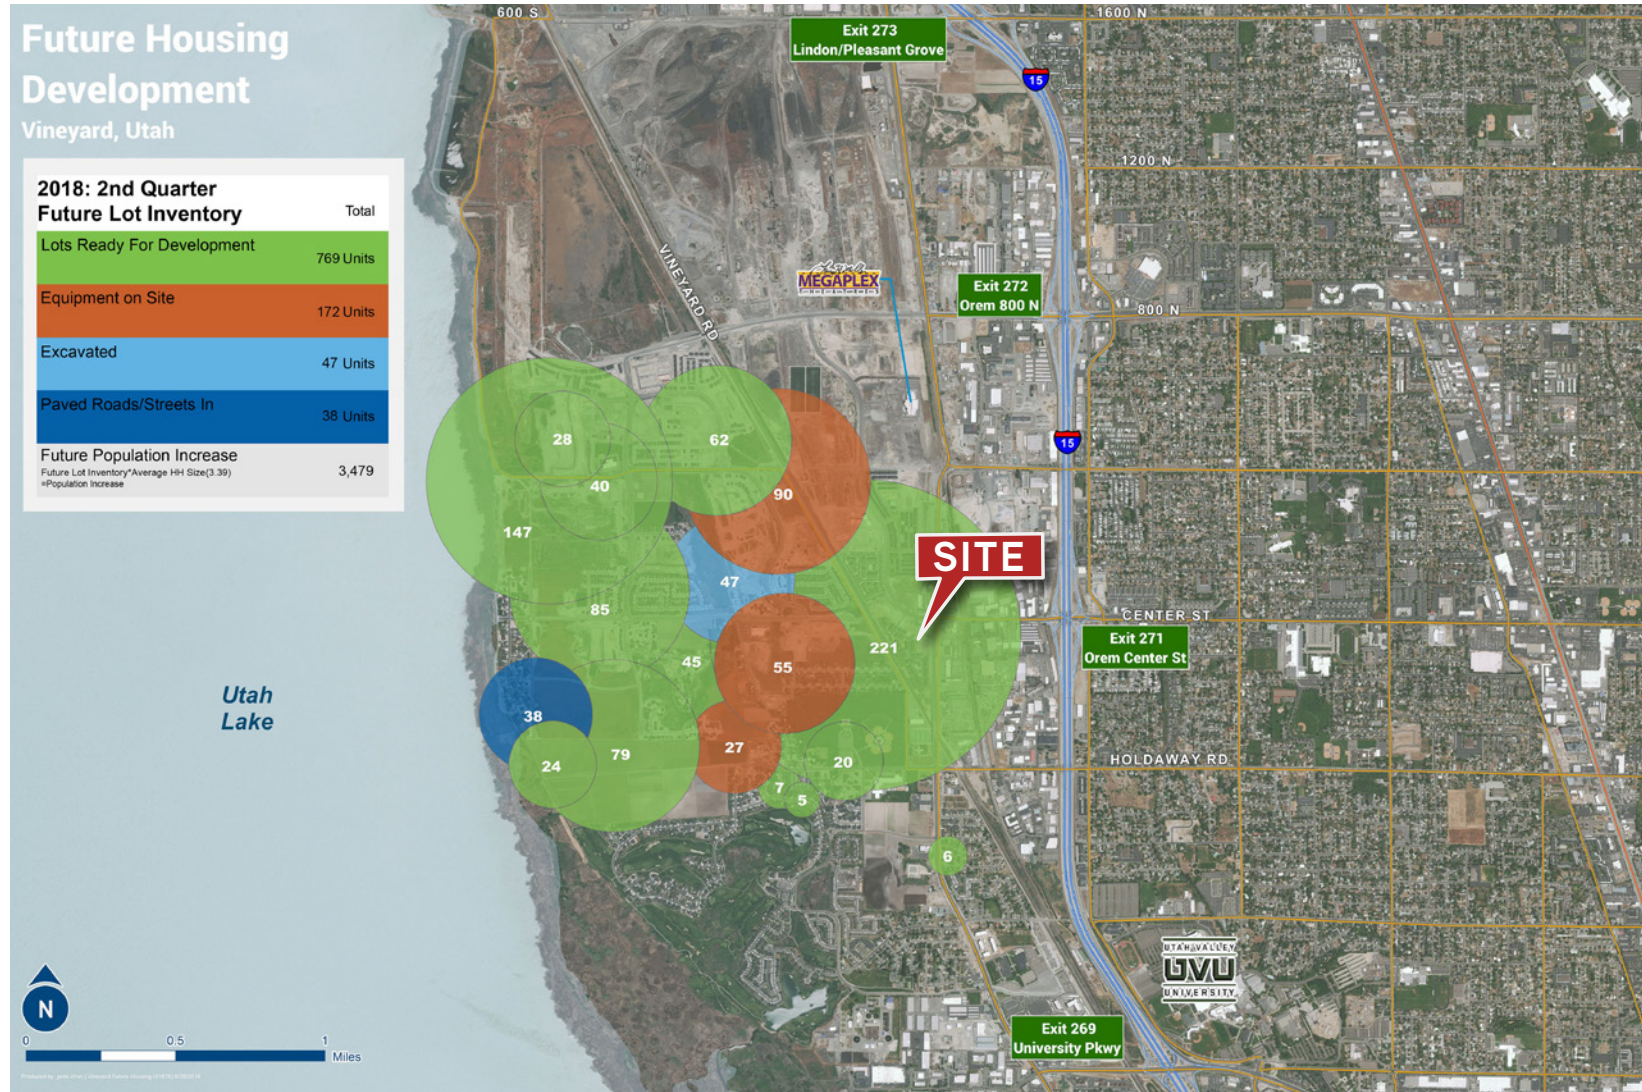 Future Housing
Development
Vineyard, Utah
2018: 2nd Quarter
Future Lot Inventory
Total
Lots Ready For Development
769 Units
Equipment on Site
172 Units
Excavated
47 Units
Paved Roads/Streets In
38 Units
Future Population Increase
Future Lot Inventory*Average HH Size(3.39)
=Population Increase
3,479
600 S
Exit 273
Lindon/Pleasant Grove
1600 N
15
1200 N
VINEYARD RD
MEGAPLEX
Exit 272
Orem 800 N
800 N
15
28
62
40
90
147
SITE
47
85
CENTER ST
221
Exit 271
Orem Center St
45
55
Utah
Lake
38
27
79
24
20
HOLDAWAY RD
7
5
6
UTAH VALLEY
UVU
UNIVERSITY
N
Exit 269
University Pkwy
0
0.5
1
Miles